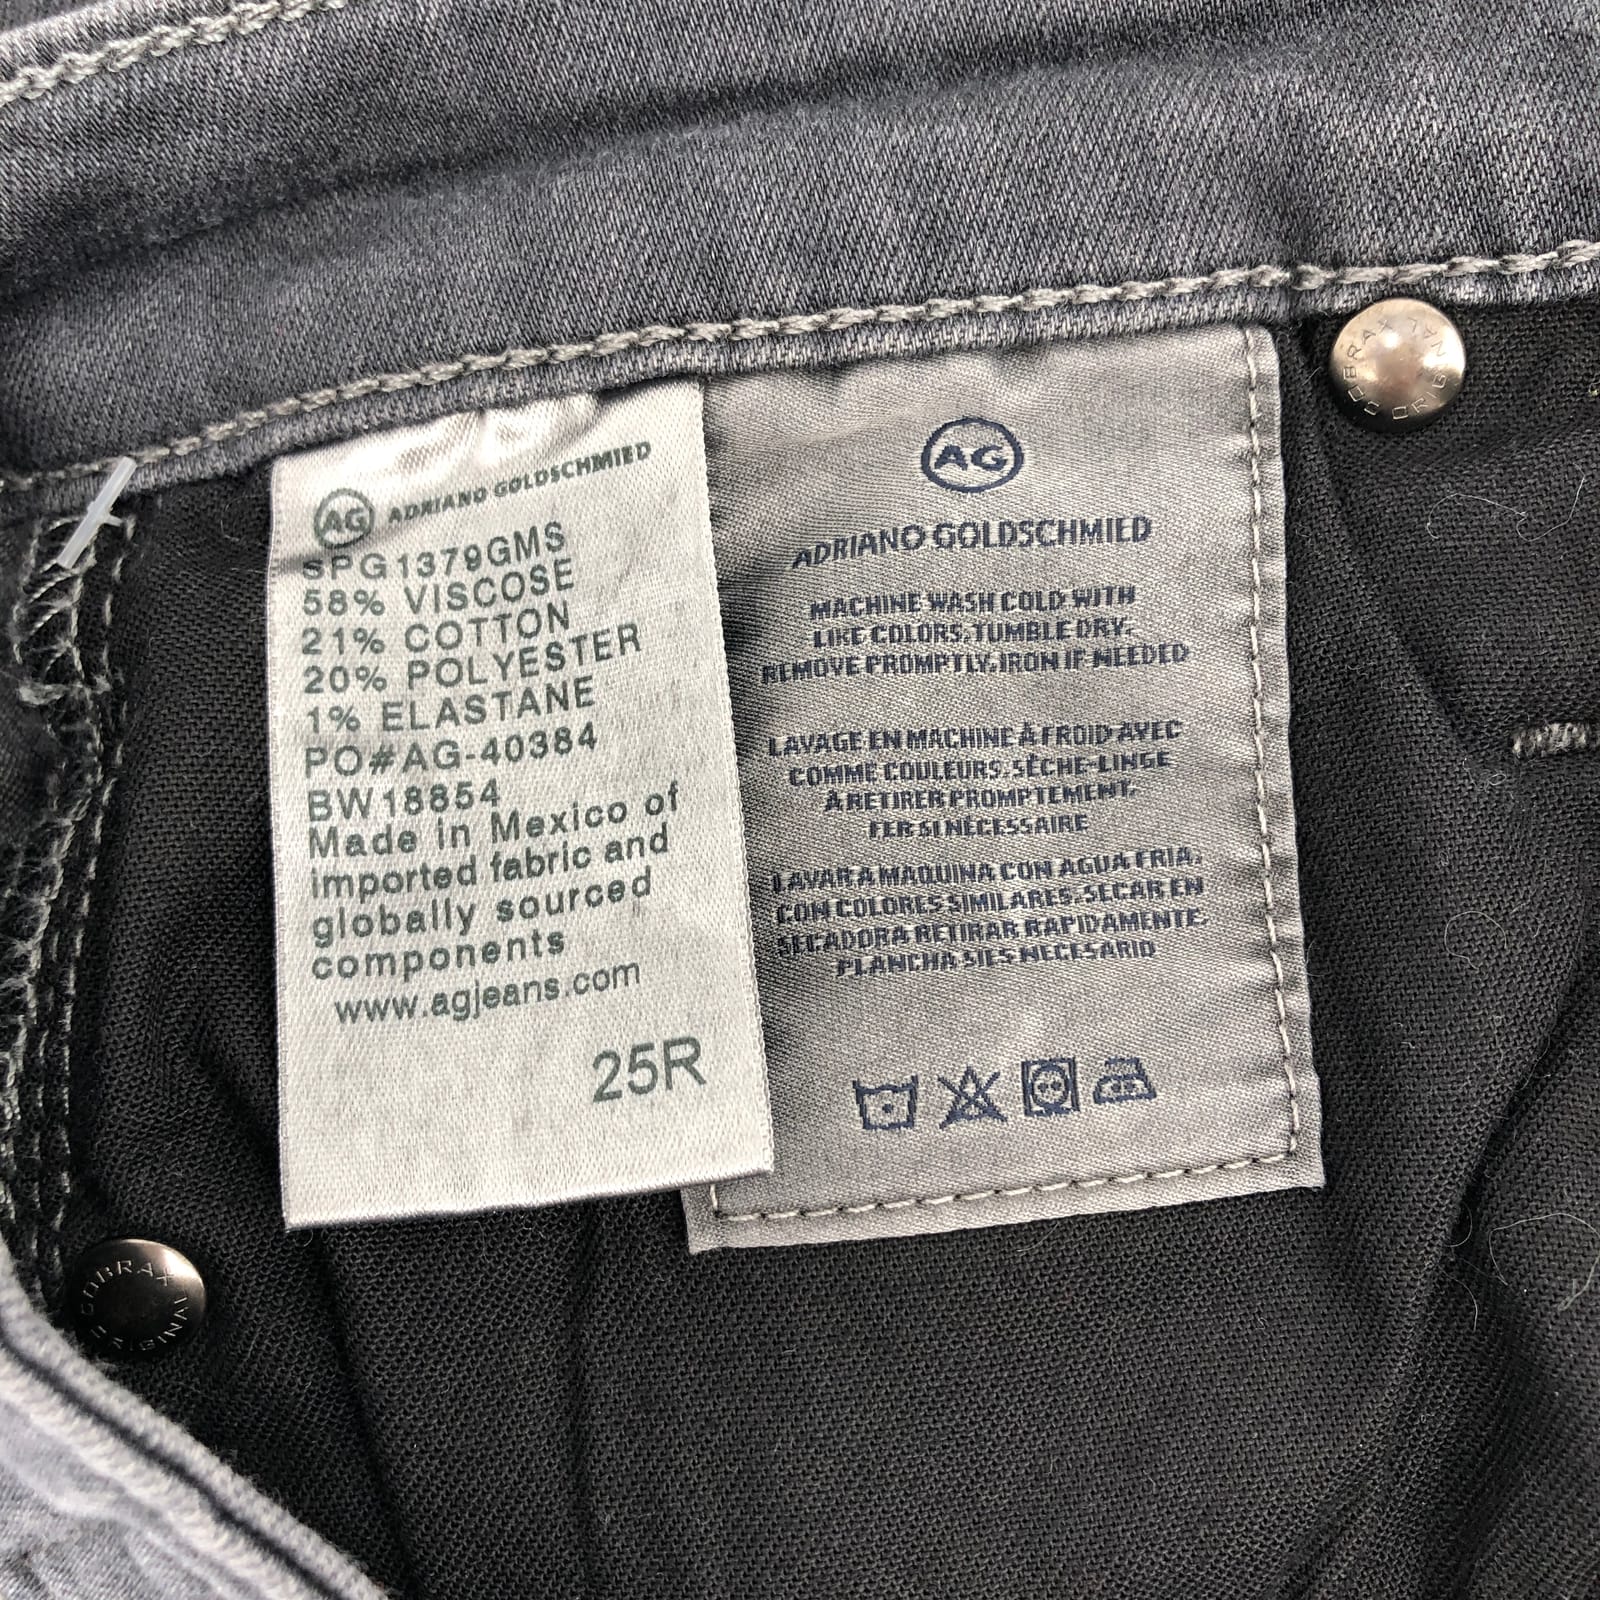 AG ADRIANO GOLDSCHMIED
SPG1379GMS
58% VISCOSE
21% COTTON
20% POLYESTER
1% ELASTANE
PO#AG-40384
BW18854
Made in Mexico of
imported fabric and
globally sourced
components
www.agjeans.com
25R
AG
ADRIANO GOLDSCHMIED
MACHINE WASH COLD WITH
LIKE COLORS. TUMBLE DRY.
REMOVE PROMPTLY. IRON IF NEEDED
LAVAGE EN MACHINE À FROID AVEC
COMME COULEURS. SÈCHE-LINGE
À RETIRER PROMPTEMENT.
FER SI NÉCESSAIRE
LAVAR A MAQUINA CON AGUA FRIA.
CON COLORES SIMILARES. SECAR EN
SECADORA RETIRAR RAPIDAMENTE.
PLANCHA SI ES NECESARIO
COBRAX ORIGINAL
COBRAX ORIGINAL